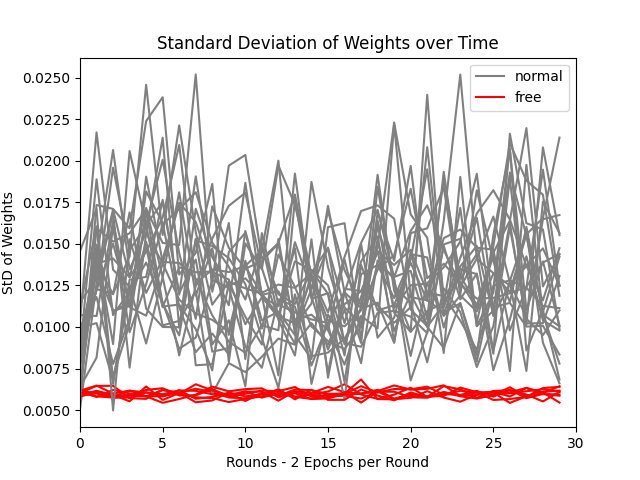 Standard Deviation of Weights over Time
normal
free
StD of Weights
0.0250
0.0225
0.0200
0.0175
0.0150
0.0125
0.0100
0.0075
0.0050
0 5 10 15 20 25 30
Rounds - 2 Epochs per Round